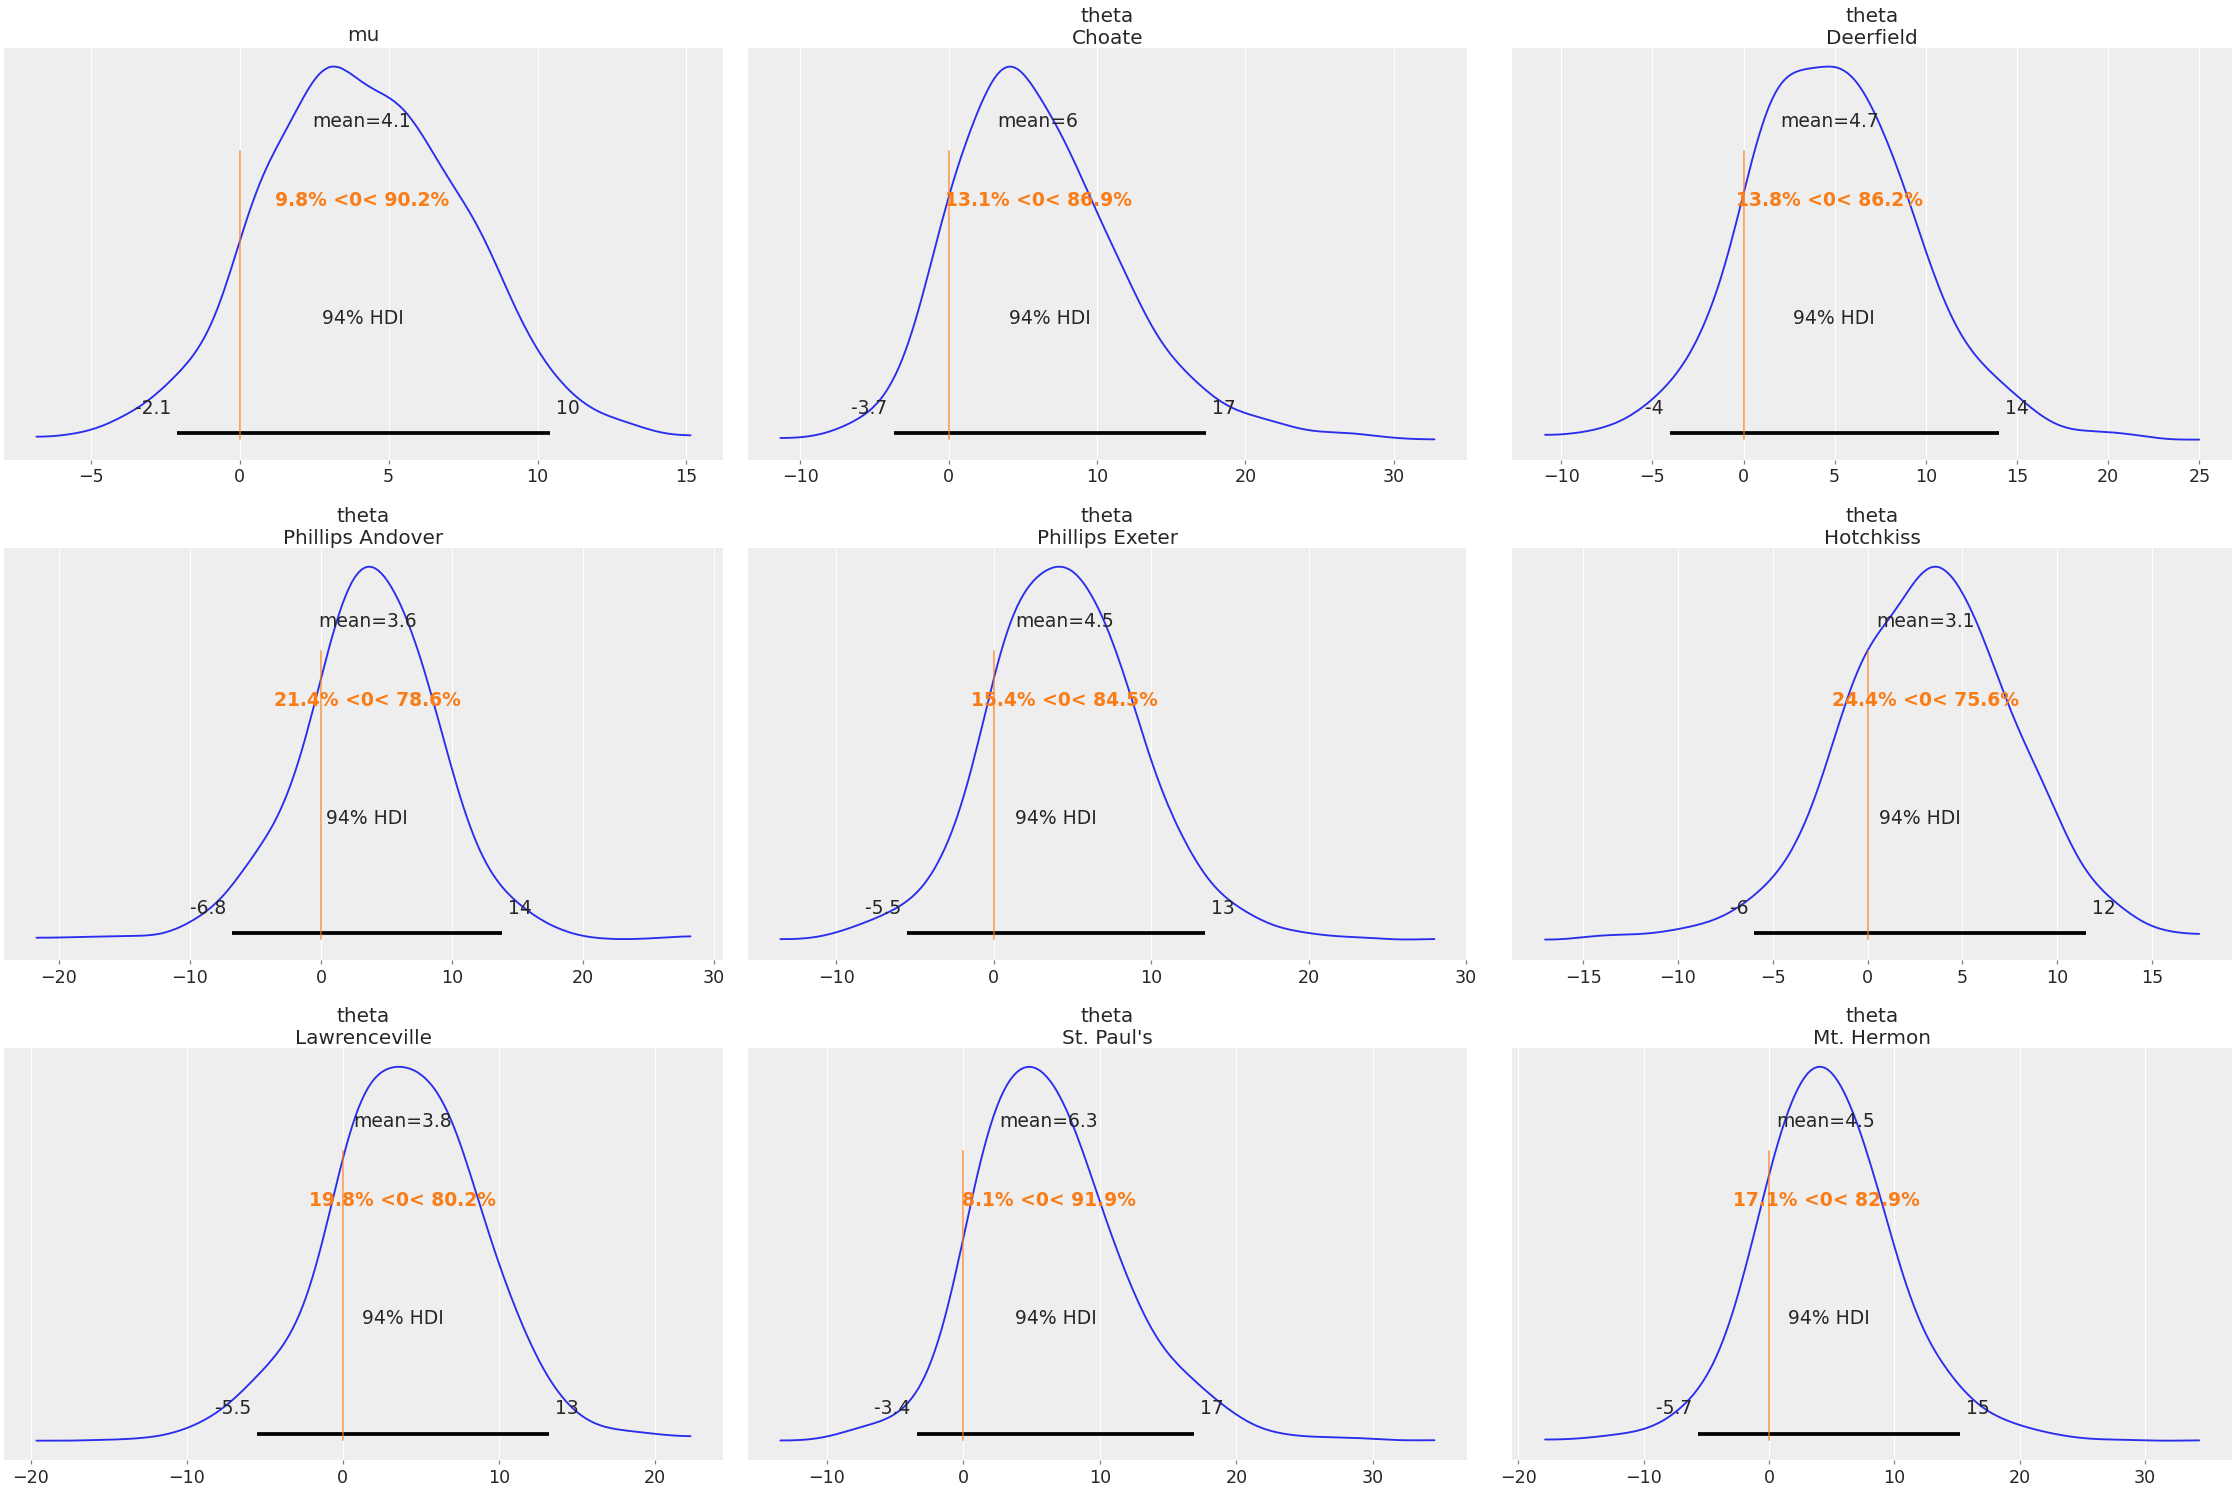 mu
mean=4.1
9.8% <0< 90.2%
94% HDI
-2.1 10
−5 0 5 10 15
theta
Choate
mean=6
13.1% <0< 86.9%
94% HDI
-3.7 17
−10 0 10 20 30
theta
Deerfield
mean=4.7
13.8% <0< 86.2%
94% HDI
-4 14
−10 −5 0 5 10 15 20 25
theta
Phillips Andover
mean=3.6
21.4% <0< 78.6%
94% HDI
-6.8 14
−20 −10 0 10 20 30
theta
Phillips Exeter
mean=4.5
15.4% <0< 84.5%
94% HDI
-5.5 13
−10 0 10 20 30
theta
Hotchkiss
mean=3.1
24.4% <0< 75.6%
94% HDI
-6 12
−15 −10 −5 0 5 10 15
theta
Lawrenceville
mean=3.8
19.8% <0< 80.2%
94% HDI
-5.5 13
−20 −10 0 10 20
theta
St. Paul's
mean=6.3
8.1% <0< 91.9%
94% HDI
-3.4 17
−10 0 10 20 30
theta
Mt. Hermon
mean=4.5
17.1% <0< 82.9%
94% HDI
-5.7 15
−20 −10 0 10 20 30